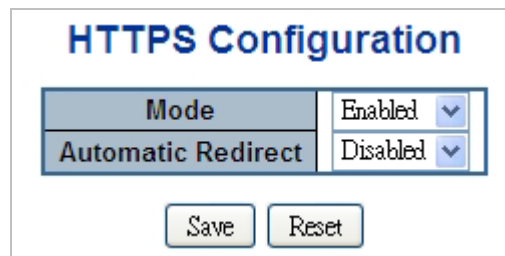 HTTPS Configuration
Mode Enabled
Automatic Redirect Disabled
Save Reset